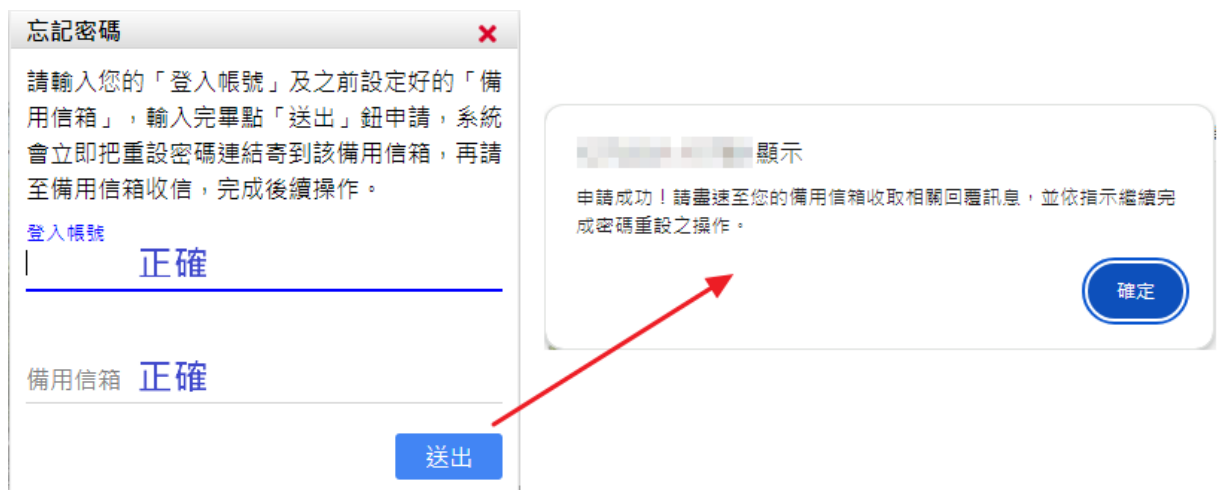 忘記密碼
請輸入您的「登入帳號」及之前設定好的「備
用信箱」，輸入完畢點「送出」鈕申請，系統
會立即把重設密碼連結寄到該備用信箱，再請
至備用信箱收信，完成後續操作。
登入帳號
正確
備用信箱 正確
送出
顯示
申請成功！請盡速至您的備用信箱收取相關回覆訊息，並依指示繼續完
成密碼重設之操作。
確定